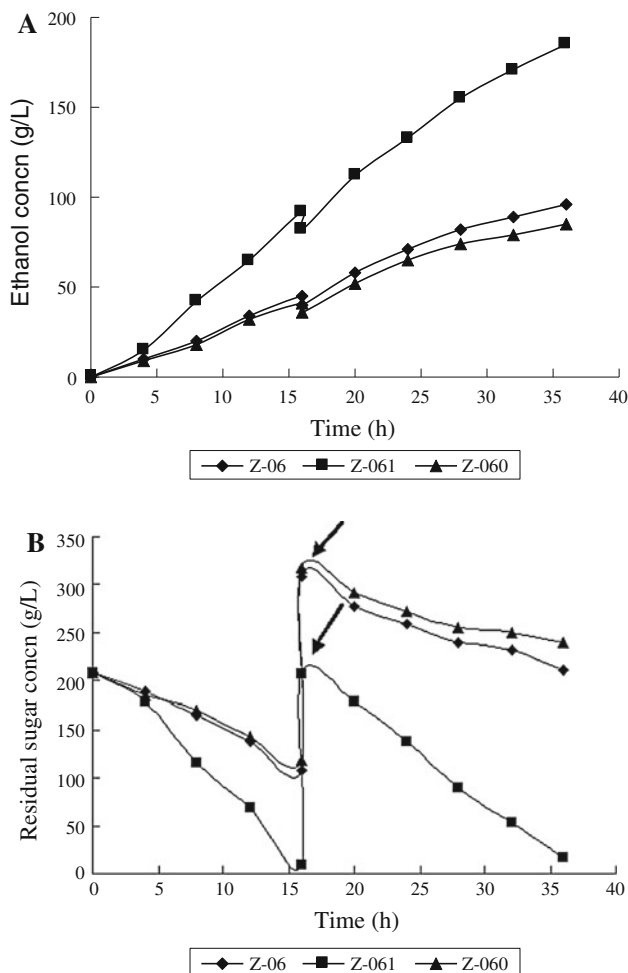 A
200
150
100
50
0
Ethanol concn (g/L)
0 5 10 15 20 25 30 35 40
Time (h)
Z-06 Z-061 Z-060
B
350
300
250
200
150
100
50
0
Residual sugar concn (g/L)
0 5 10 15 20 25 30 35 40
Time (h)
Z-06 Z-061 Z-060